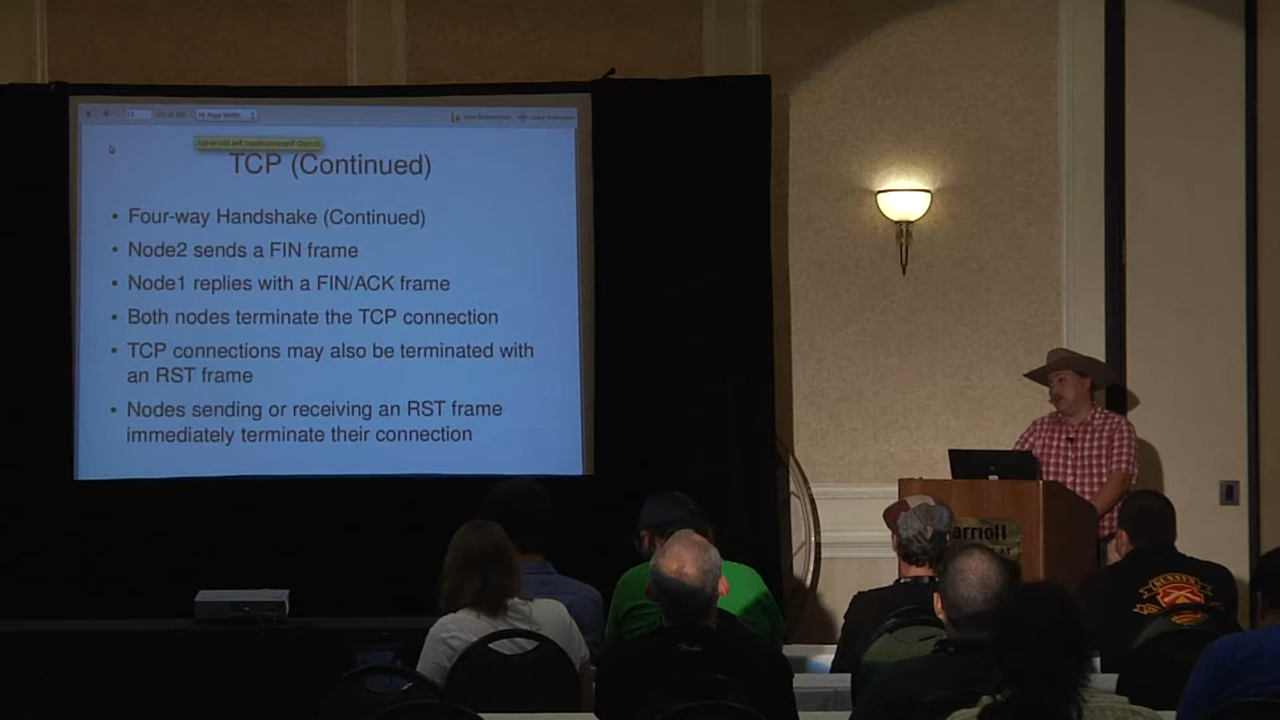 TCP (Continued)
• Four-way Handshake (Continued)
• Node2 sends a FIN frame
• Node1 replies with a FIN/ACK frame
• Both nodes terminate the TCP connection
• TCP connections may also be terminated with
an RST frame
• Nodes sending or receiving an RST frame
immediately terminate their connection
arriott
Fender